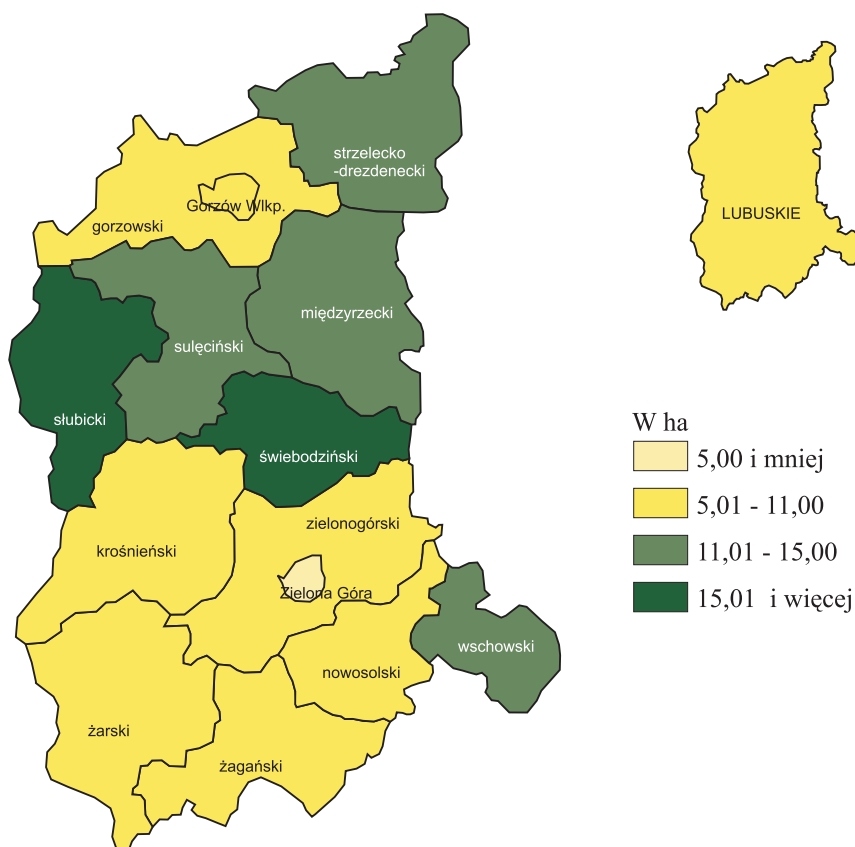 strzelecko
-drezdenecki
Gorzów Wlkp.
gorzowski
LUBUSKIE
międzyrzecki
sulęciński
słubicki
świebodziński
W ha
5,00 i mniej
5,01 - 11,00
11,01 - 15,00
15,01 i więcej
zielonogórski
krośnieński
Zielona Góra
wschowski
nowosolski
żarski
żagański